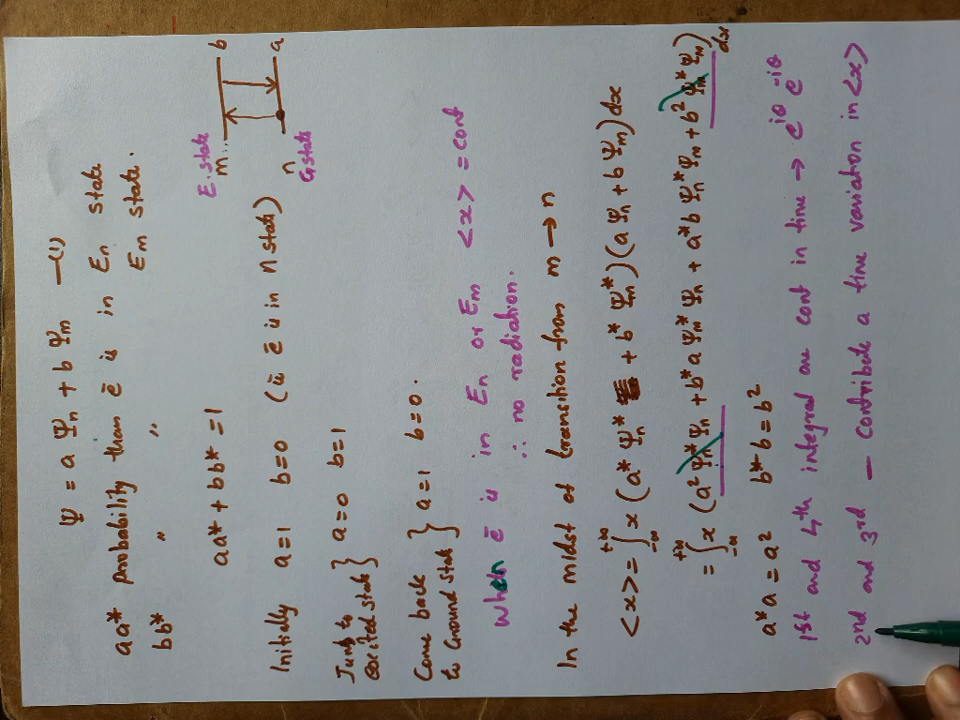 Ψ = a Ψn + b Ψm —(1)
aa* probability then ē is in En state
bb* " " Em state.
aa* + bb* = 1
E. state
m
b
a
n
G state
Initially a=1 b=0 (ie ē is in n state)
Jump to excited state } a=0 b=1
Come back to Ground state } a=1 b=0.
When ē is in En or Em <x> = cont
∴ no radiation.
In the midst of transition from m → n
<x> = ∫ x (a* Ψn* + b* Ψm*) (a Ψn + b Ψm) dx
= ∫ x (a² Ψn* Ψn + b*a Ψm* Ψn + a*b Ψn* Ψm + b² Ψm* Ψm) dx
a*a = a² b*b = b²
1st and 4th integral are cont in time → e^iθ e^-iθ
2nd and 3rd — contribute a time variation in <x>